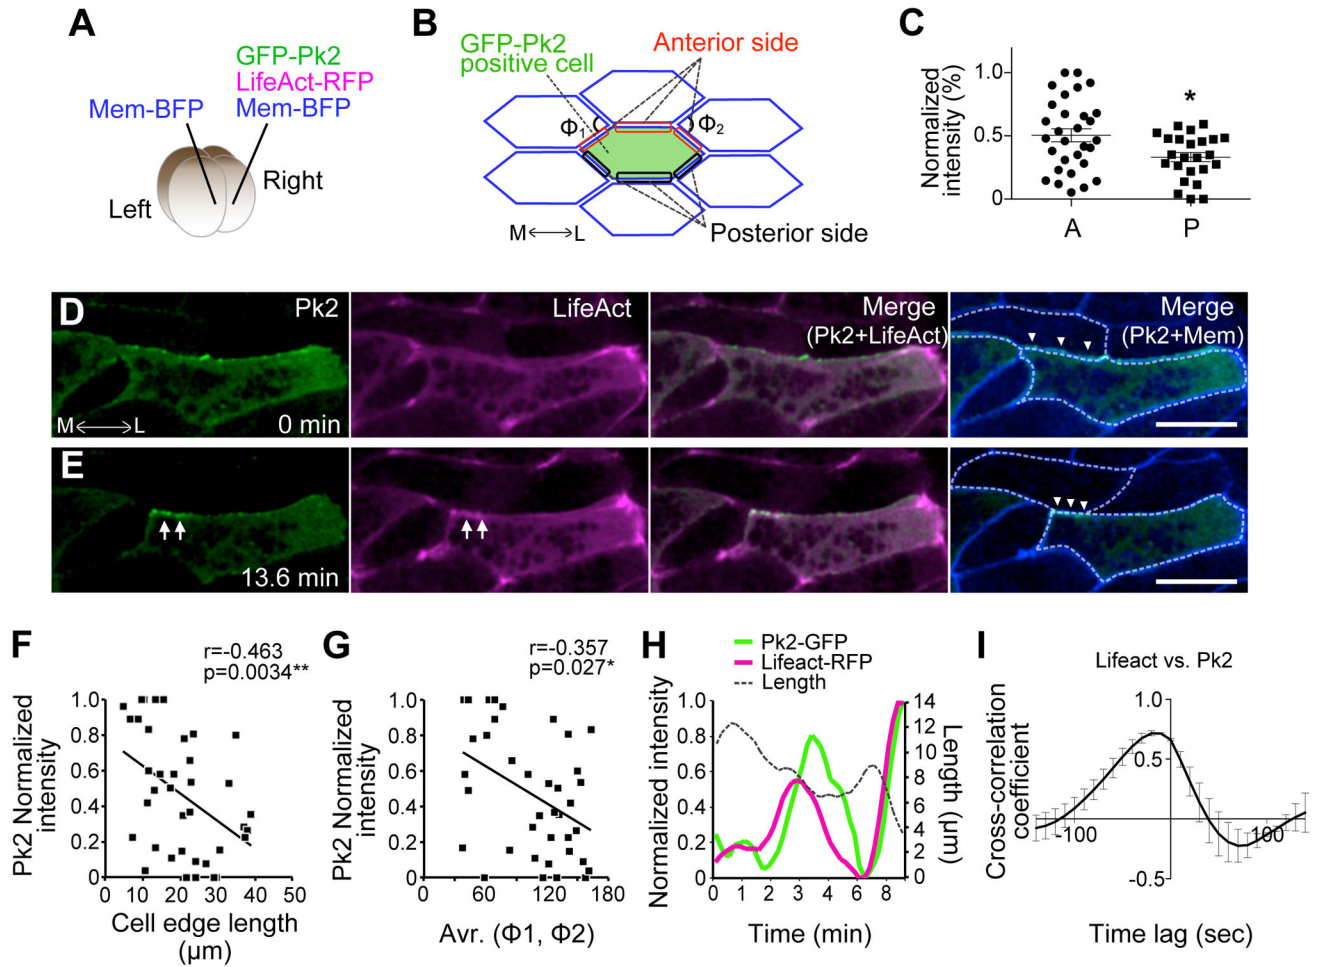 A
GFP-Pk2
LifeAct-RFP
Mem-BFP
Mem-BFP
Left
Right
B
GFP-Pk2
positive cell
Anterior side
Φ1
Φ2
M
L
Posterior side
C
Normalized
intensity (%)
1.0
0.5
0
*
A
P
D
Pk2
LifeAct
Merge
(Pk2+LifeAct)
Merge
(Pk2+Mem)
M
L
0 min
E
13.6 min
F
r=-0.463
p=0.0034**
Pk2 Normalized
intensity
1.0
0.8
0.6
0.4
0.2
0
0
10
20
30
40
50
Cell edge length
(µm)
G
r=-0.357
p=0.027*
Pk2 Normalized
intensity
1.0
0.8
0.6
0.4
0.2
0
0
60
90
180
Avr. (Φ1, Φ2)
H
Pk2-GFP
Lifeact-RFP
Length
Normalized intensity
1.0
0.8
0.6
0.4
0.2
0
0
1
2
3
4
6
8
14
12
10
8
6
4
2
0
Length (µm)
Time (min)
I
Lifeact vs. Pk2
Cross-correlation
coefficient
1.0
0.5
-0.5
-100
100
Time lag (sec)